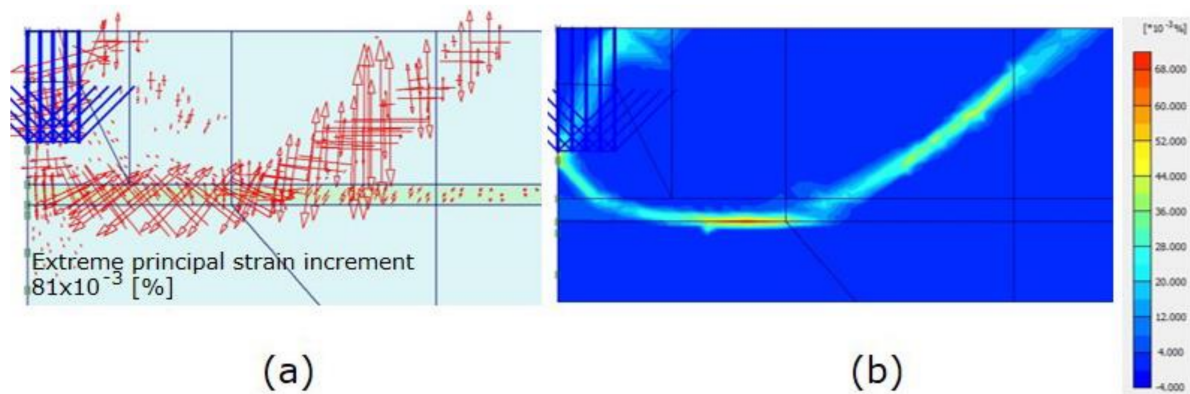 Extreme principal strain increment
81x10⁻³ [%]
(a)
(b)
[*10⁻³%]
68.000
60.000
52.000
44.000
36.000
28.000
20.000
12.000
4.000
-4.000